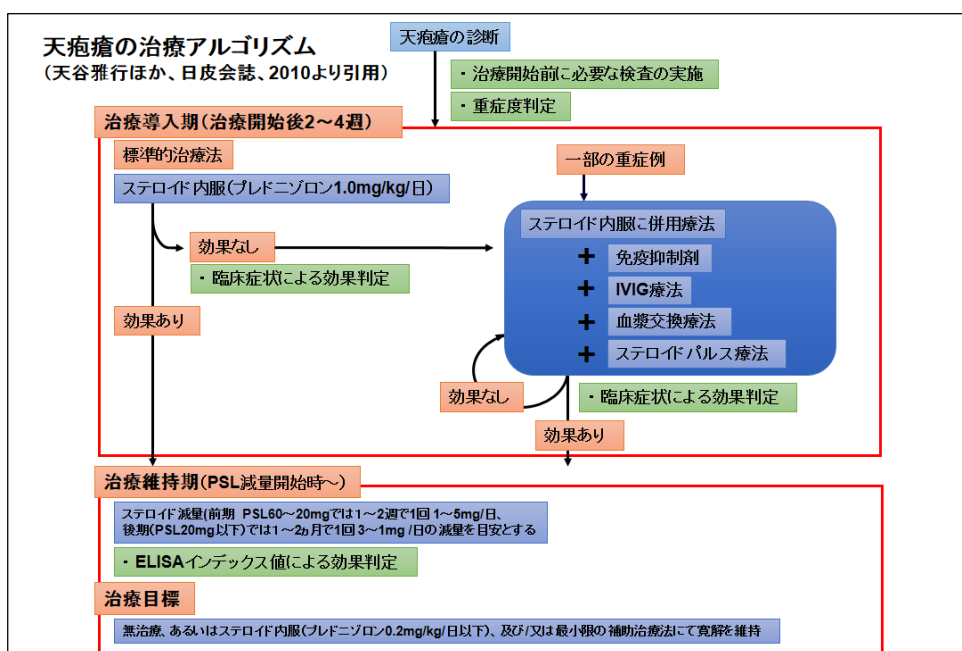 天疱瘡の治療アルゴリズム
(天谷雅行ほか、日皮会誌、2010より引用)
天疱瘡の診断
・治療開始前に必要な検査の実施
・重症度判定
治療導入期(治療開始後2～4週)
標準的治療法
ステロイド内服(プレドニゾロン1.0mg/kg/日)
効果なし
・臨床症状による効果判定
効果あり
一部の重症例
ステロイド内服に併用療法
+ 免疫抑制剤
+ IVIG療法
+ 血漿交換療法
+ ステロイドパルス療法
効果なし
・臨床症状による効果判定
効果あり
治療維持期(PSL減量開始時～)
ステロイド減量(前期 PSL60～20mgでは1～2週で1回1～5mg/日、
後期(PSL20mg以下)では1～2ヵ月で1回3～1mg/日の減量を目安とする
・ELISAインデックス値による効果判定
治療目標
無治療、あるいはステロイド内服(プレドニゾロン0.2mg/kg/日以下)、及び/又は最小限の補助治療法にて寛解を維持